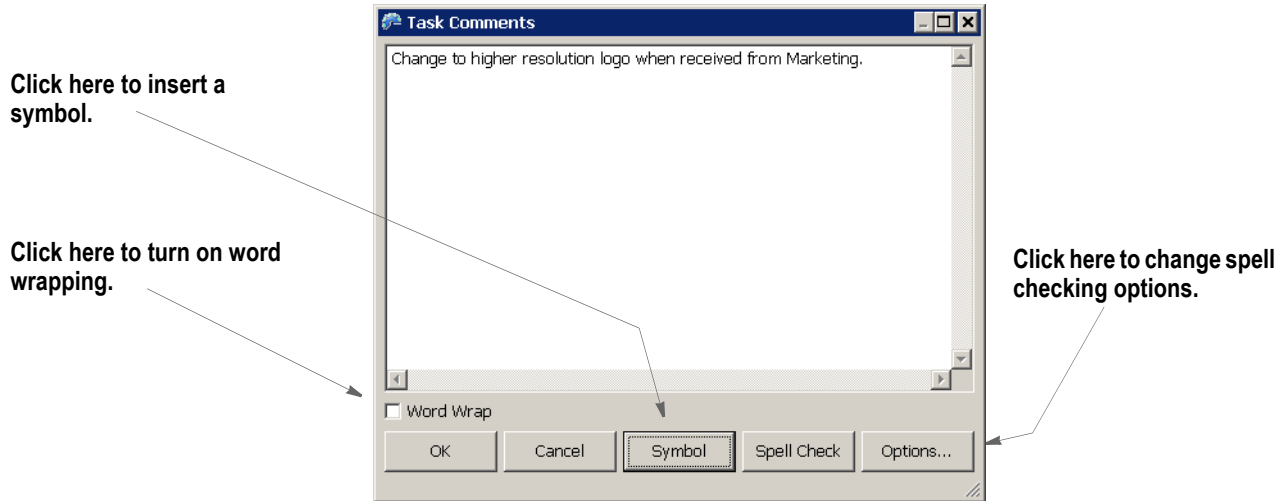 Task Comments
Change to higher resolution logo when received from Marketing.
Click here to insert a
symbol.
Click here to turn on word
wrapping.
Click here to change spell
checking options.
Word Wrap
OK
Cancel
Symbol
Spell Check
Options...